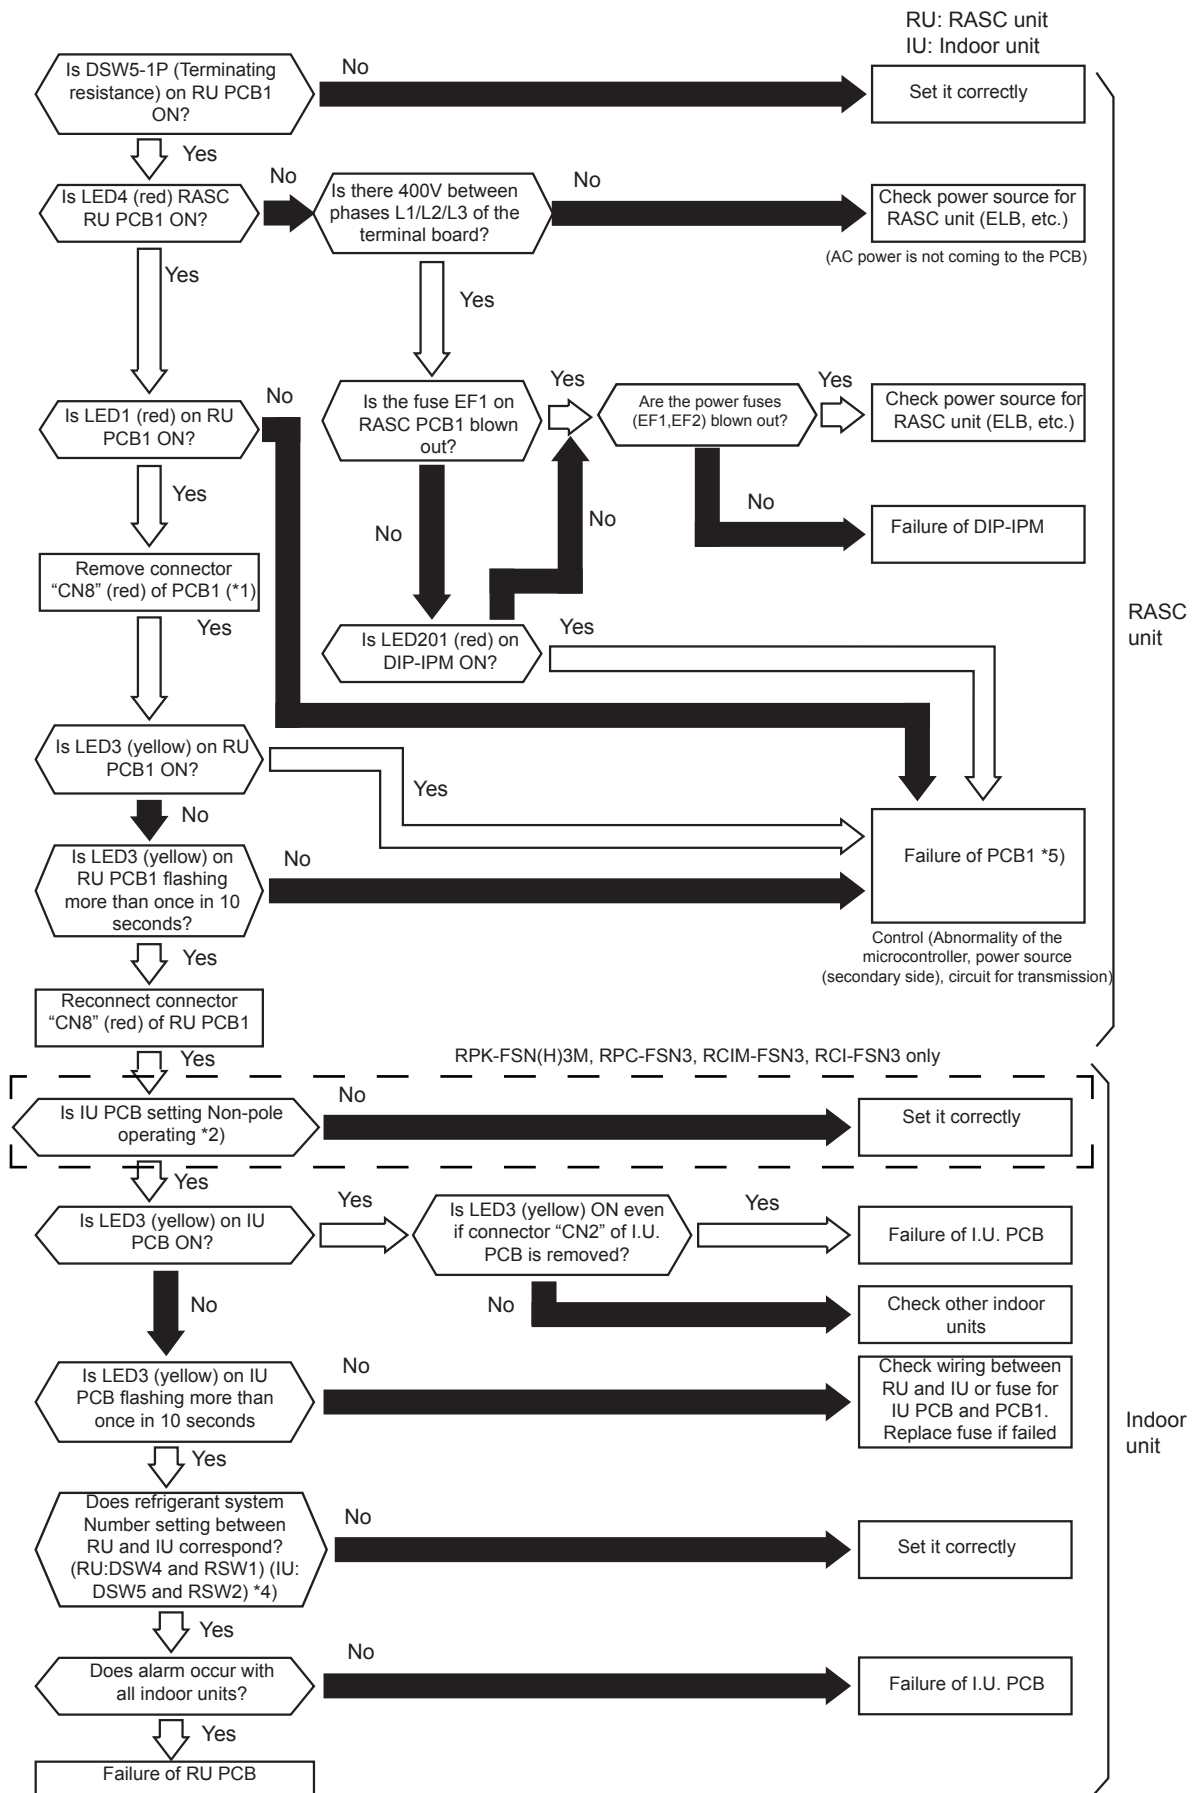 RU: RASC unit
IU: Indoor unit
Is DSW5-1P (Terminating
resistance) on RU PCB1
ON?
No
Set it correctly
Yes
Is LED4 (red) RASC
RU PCB1 ON?
No
Is there 400V between
phases L1/L2/L3 of the
terminal board?
No
Check power source for
RASC unit (ELB, etc.)
(AC power is not coming to the PCB)
Yes
Yes
Is LED1 (red) on RU
PCB1 ON?
No
Is the fuse EF1 on
RASC PCB1 blown
out?
Yes
Are the power fuses
(EF1,EF2) blown out?
Yes
Check power source for
RASC unit (ELB, etc.)
Yes
No
No
No
Failure of DIP-IPM
Remove connector
“CN8” (red) of PCB1 (*1)
Yes
Is LED201 (red) on
DIP-IPM ON?
Yes
RASC
unit
Is LED3 (yellow) on RU
PCB1 ON?
Yes
No
Is LED3 (yellow) on
RU PCB1 flashing
more than once in 10
seconds?
No
Failure of PCB1 *5)
Control (Abnormality of the
microcontroller, power source
(secondary side), circuit for transmission)
Yes
Reconnect connector
“CN8” (red) of RU PCB1
Yes
RPK-FSN(H)3M, RPC-FSN3, RCIM-FSN3, RCI-FSN3 only
Is IU PCB setting Non-pole
operating *2)
No
Set it correctly
Yes
Is LED3 (yellow) on IU
PCB ON?
Yes
Is LED3 (yellow) ON even
if connector “CN2” of I.U.
PCB is removed?
Yes
Failure of I.U. PCB
No
No
Check other indoor
units
Is LED3 (yellow) on IU
PCB flashing more than
once in 10 seconds
No
Check wiring between
RU and IU or fuse for
IU PCB and PCB1.
Replace fuse if failed
Indoor
unit
Yes
Does refrigerant system
Number setting between
RU and IU correspond?
(RU:DSW4 and RSW1) (IU:
DSW5 and RSW2) *4)
No
Set it correctly
Yes
Does alarm occur with
all indoor units?
No
Failure of I.U. PCB
Yes
Failure of RU PCB